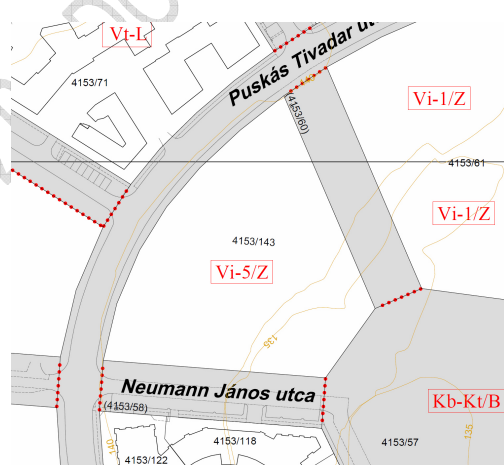 Vt-L
4153/71
Puskás Tivadar
(4153/60)
Vi-1/Z
4153/61
Vi-1/Z
4153/143
Vi-5/Z
135
Neumann János utca
(4153/58)
Kb-Kt/B
135
140
4153/118
4153/57
4153/122